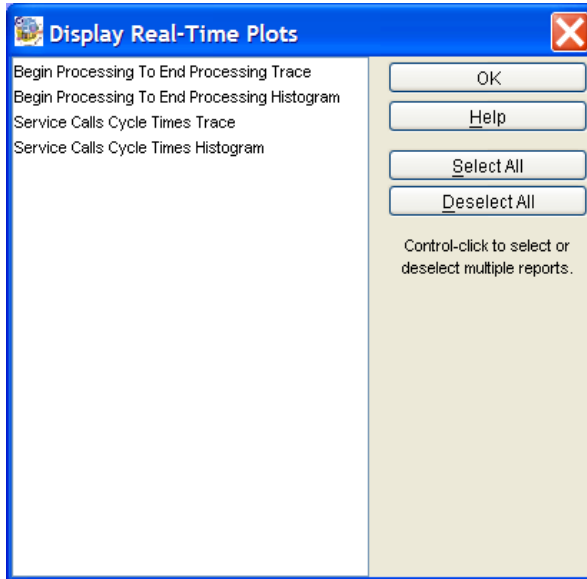 Display Real-Time Plots
Begin Processing To End Processing Trace
Begin Processing To End Processing Histogram
Service Calls Cycle Times Trace
Service Calls Cycle Times Histogram
OK
Help
Select All
Deselect All
Control-click to select or
deselect multiple reports.